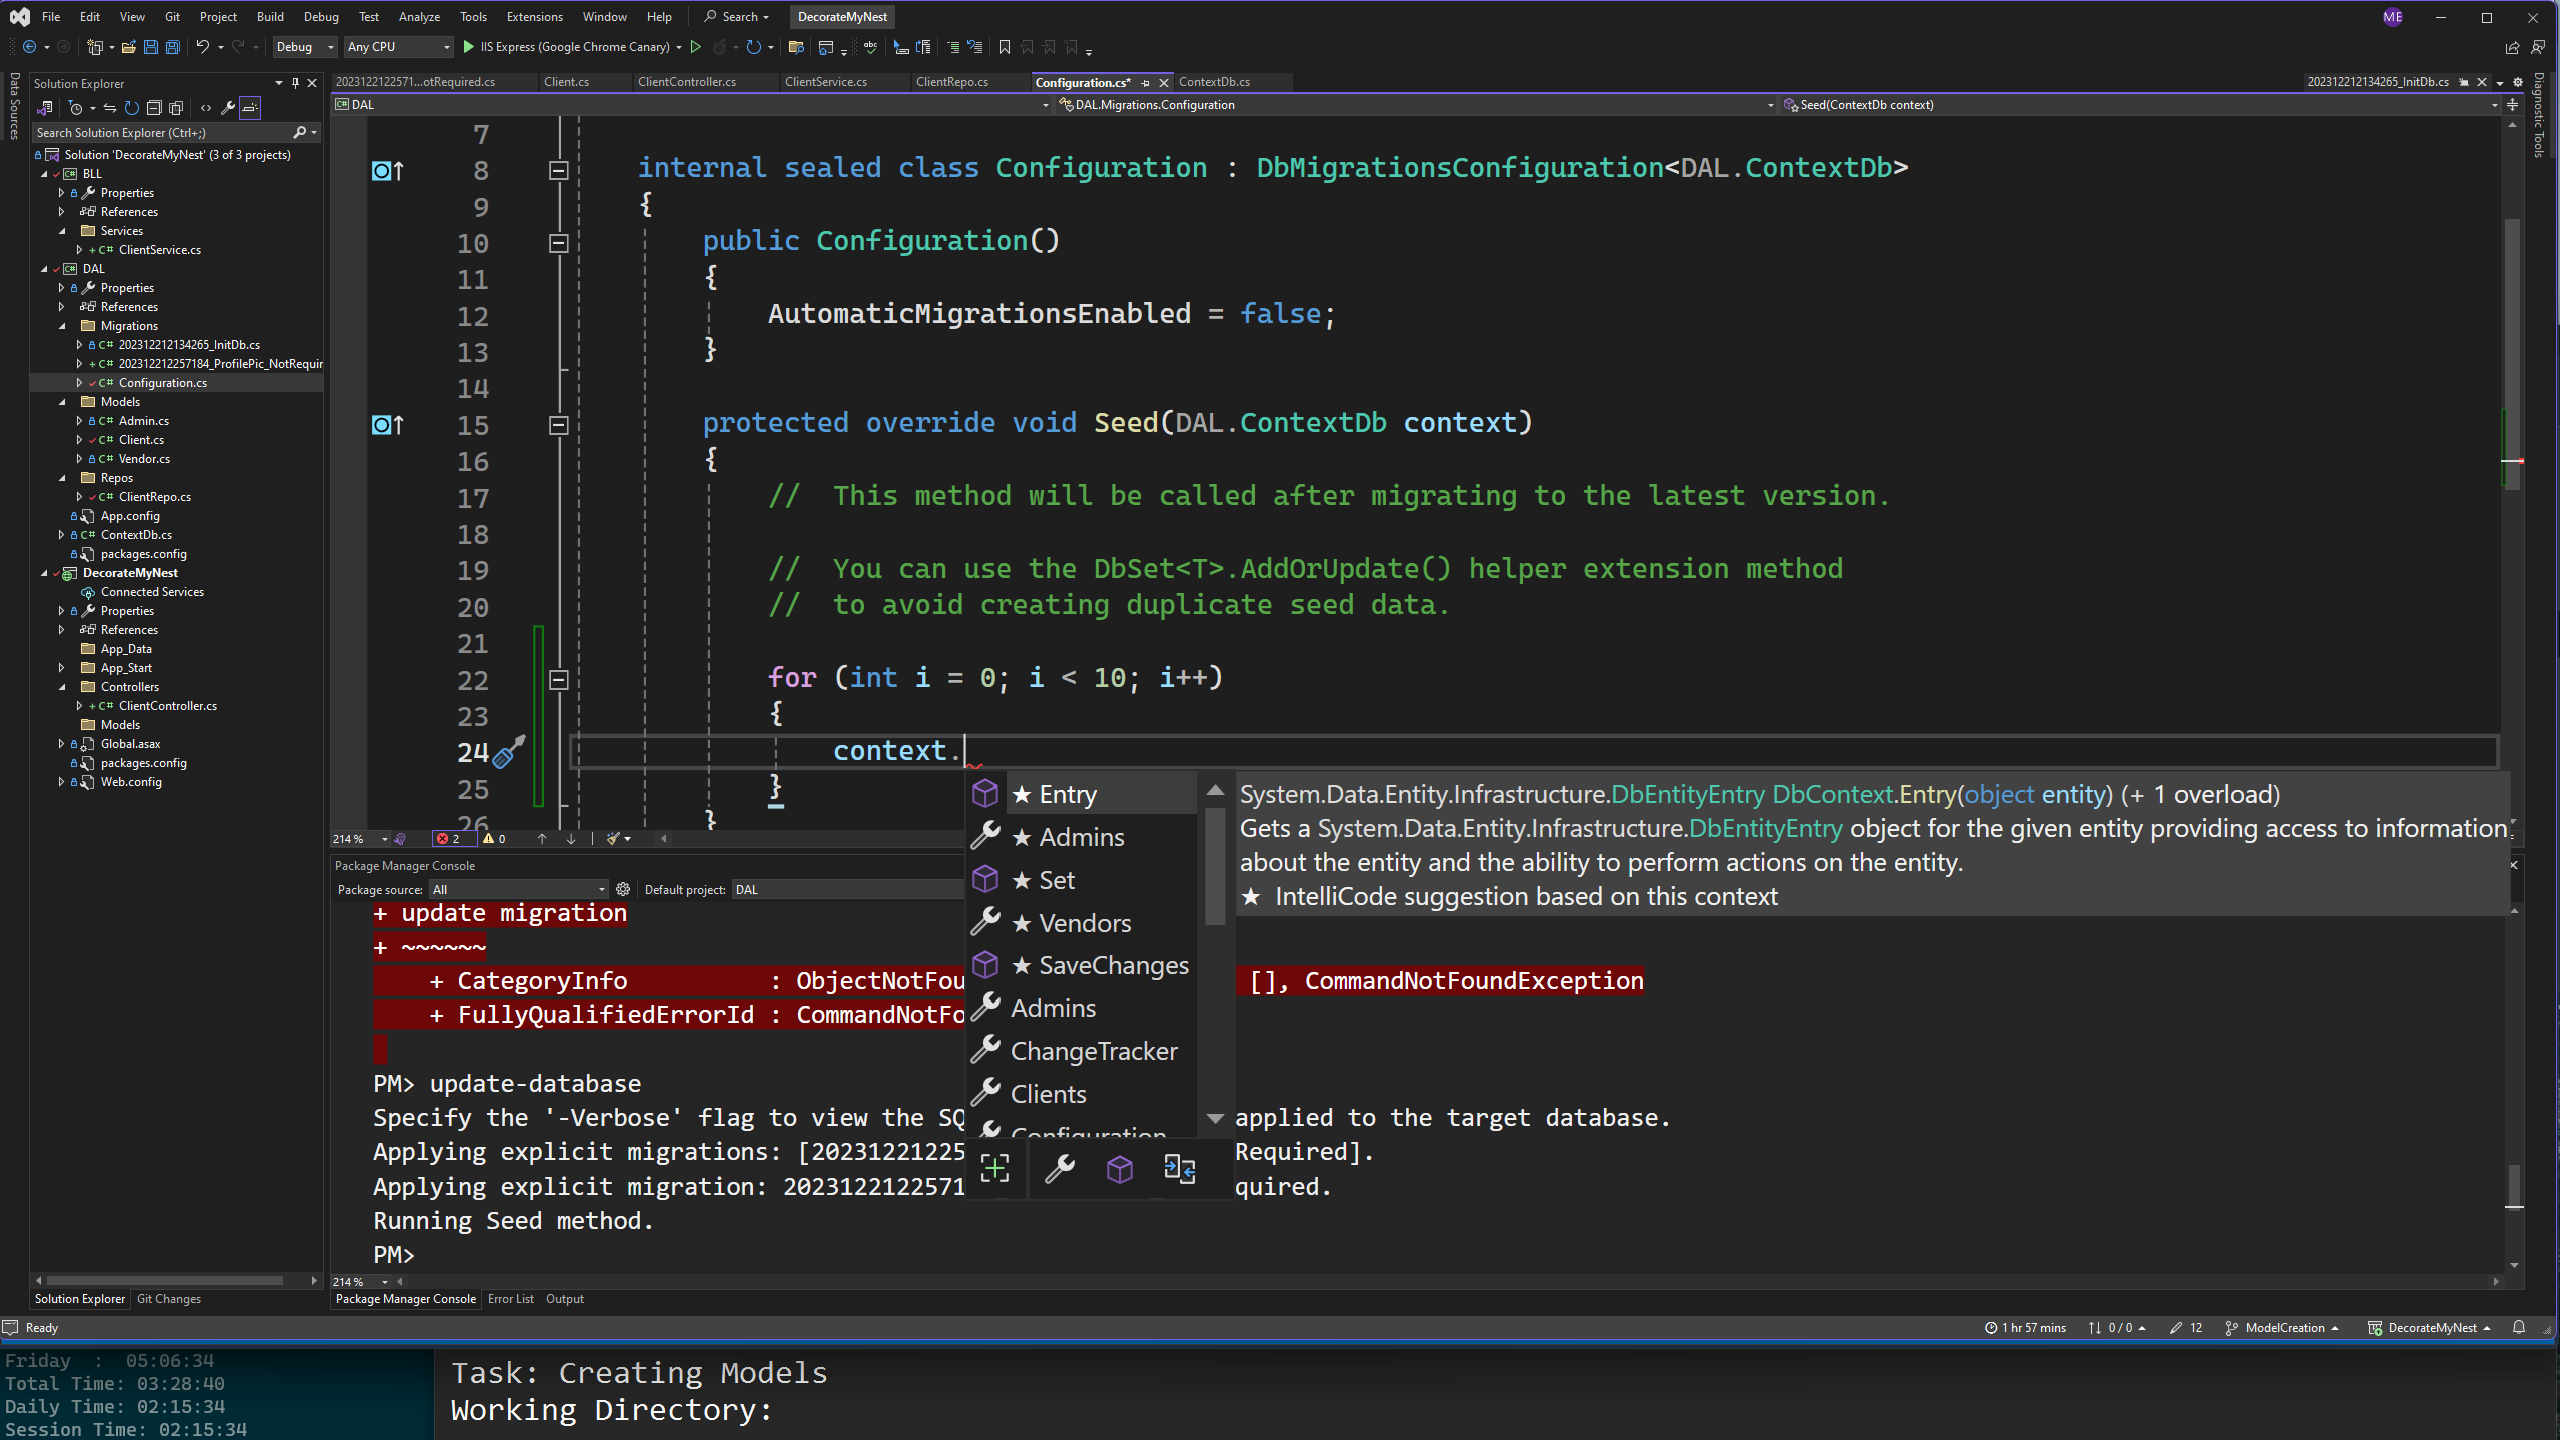 File Edit View Git Project Build Debug Test Analyze Tools Extensions Window Help Search DecorateMyNest ME
Debug Any CPU IIS Express (Google Chrome Canary)
Data Sources
Solution Explorer
Search Solution Explorer (Ctrl+;)
Solution 'DecorateMyNest' (3 of 3 projects)
BLL
Properties
References
Services
C# ClientService.cs
DAL
Properties
References
Migrations
C# 202312212134265_InitDb.cs
C# 202312212257184_ProfilePic_NotRequir
C# Configuration.cs
Models
C# Admin.cs
C# Client.cs
C# Vendor.cs
Repos
C# ClientRepo.cs
App.config
C# ContextDb.cs
packages.config
DecorateMyNest
Connected Services
Properties
References
App_Data
App_Start
Controllers
C# ClientController.cs
Models
Global.asax
packages.config
Web.config
Solution Explorer Git Changes
2023122122571...otRequired.cs Client.cs ClientController.cs ClientService.cs ClientRepo.cs Configuration.cs* ContextDb.cs 202312212134265_InitDb.cs
C# DAL DAL.Migrations.Configuration Seed(ContextDb context)
Diagnostic Tools
7
8 internal sealed class Configuration : DbMigrationsConfiguration<DAL.ContextDb>
9 {
10 public Configuration()
11 {
12 AutomaticMigrationsEnabled = false;
13 }
14
15 protected override void Seed(DAL.ContextDb context)
16 {
17 //  This method will be called after migrating to the latest version.
18
19 //  You can use the DbSet<T>.AddOrUpdate() helper extension method
20 //  to avoid creating duplicate seed data.
21
22 for (int i = 0; i < 10; i++)
23 {
24 context.
25 }
26 }
★ Entry
★ Admins
★ Set
★ Vendors
★ SaveChanges
Admins
ChangeTracker
Clients
Configuration
System.Data.Entity.Infrastructure.DbEntityEntry DbContext.Entry(object entity) (+ 1 overload)
Gets a System.Data.Entity.Infrastructure.DbEntityEntry object for the given entity providing access to information
about the entity and the ability to perform actions on the entity.
★ IntelliCode suggestion based on this context
214 % 2 0
Package Manager Console
Package source: All Default project: DAL
+ update migration
+ ~~~~~~
+ CategoryInfo : ObjectNotFou [], CommandNotFoundException
+ FullyQualifiedErrorId : CommandNotFo
PM> update-database
Specify the '-Verbose' flag to view the SQ applied to the target database.
Applying explicit migrations: [20231221225 Required].
Applying explicit migration: 2023122122571 quired.
Running Seed method.
PM>
214 %
Package Manager Console Error List Output
Ready 1 hr 57 mins 0 / 0 12 ModelCreation DecorateMyNest
Friday  :  05:06:34
Total Time: 03:28:40
Daily Time: 02:15:34
Session Time: 02:15:34
Task: Creating Models
Working Directory: